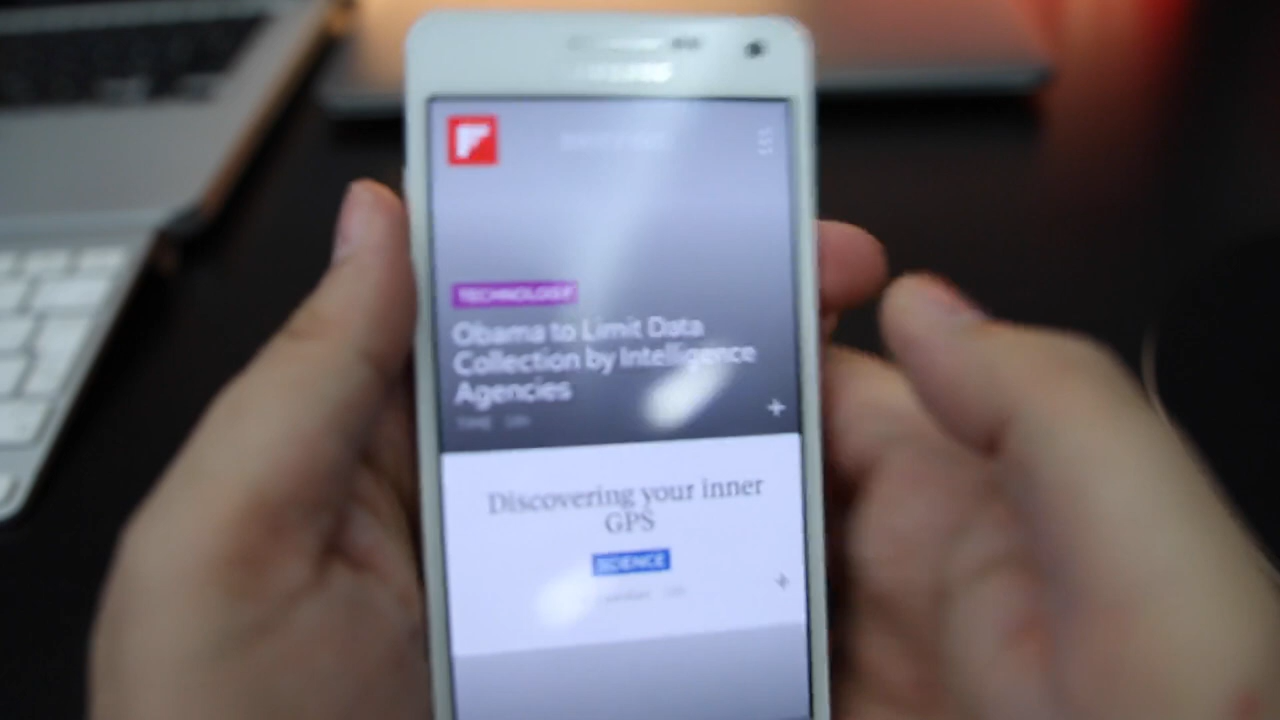 TECHNOLOGY
Obama to Limit Data
Collection by Intelligence
Agencies
Discovering your inner
GPS
SCIENCE